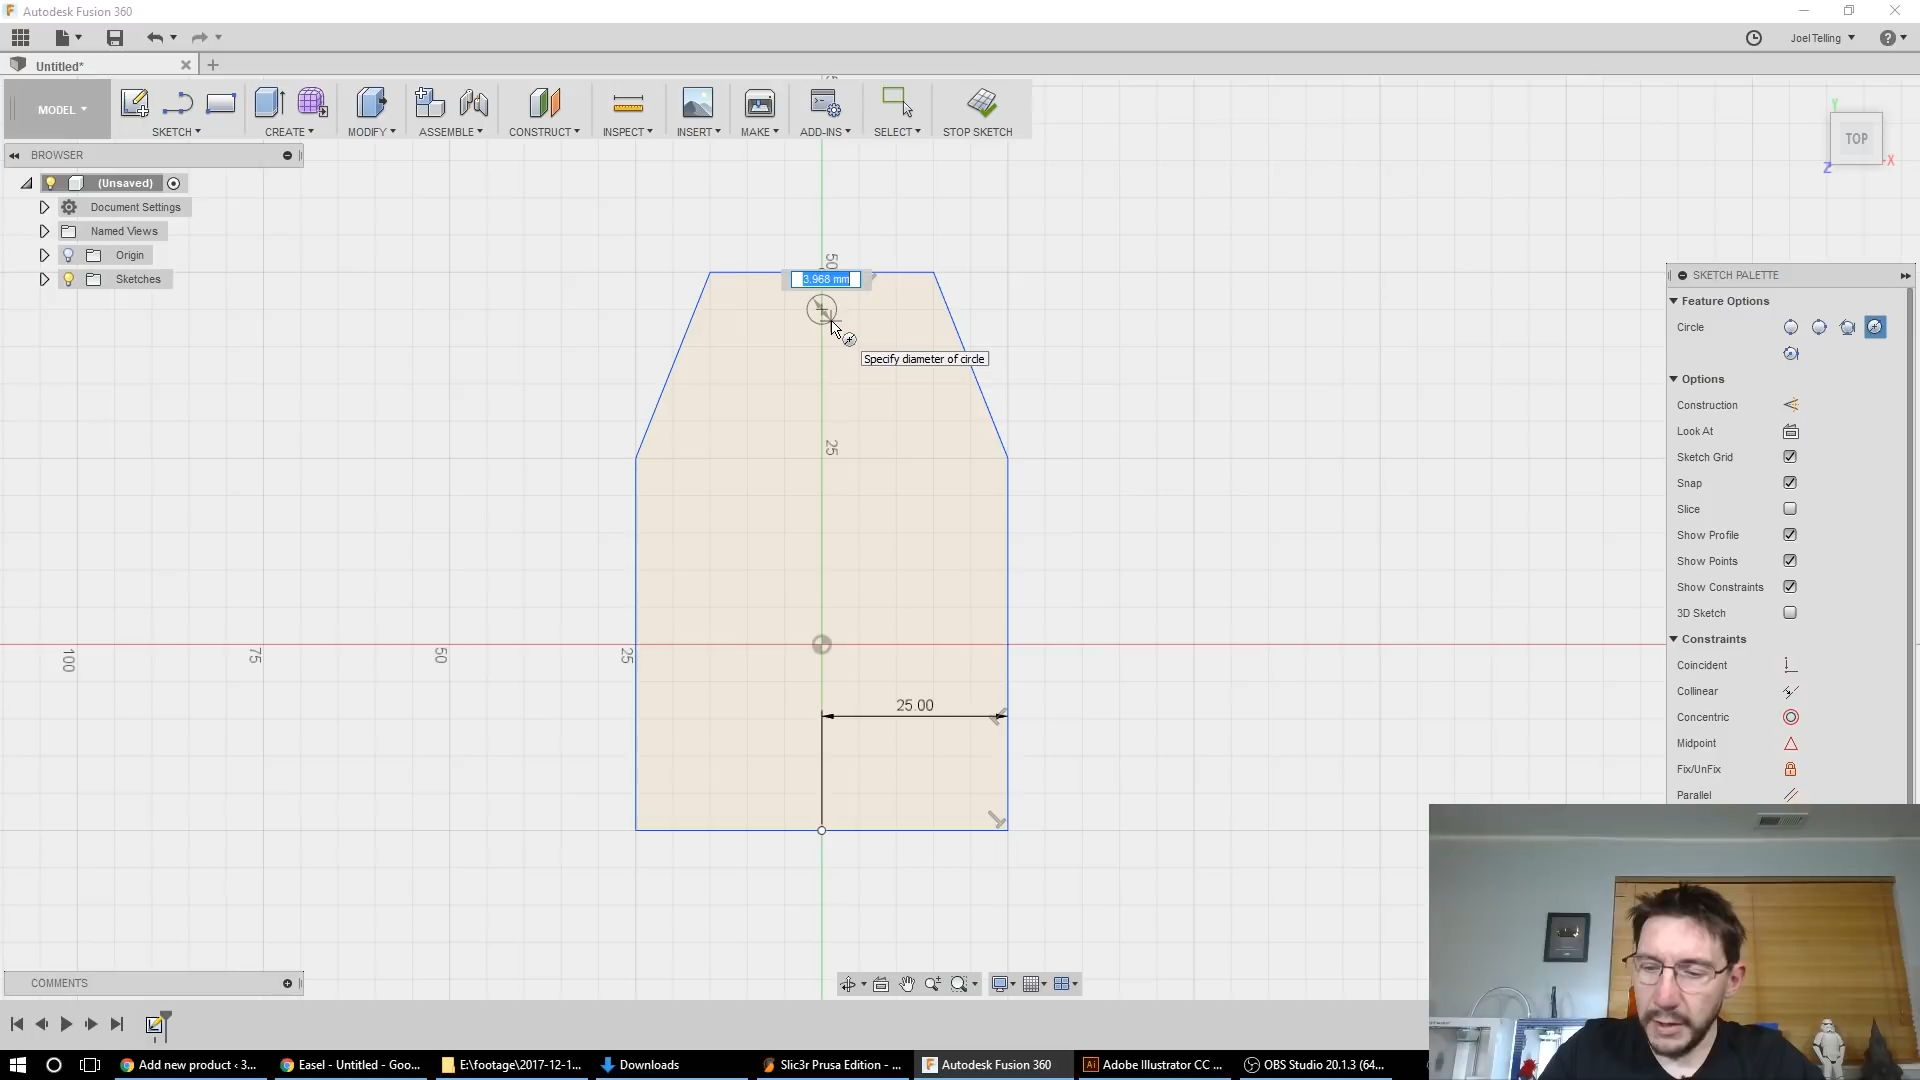 Autodesk Fusion 360
Joel Telling
Untitled*
MODEL
SKETCH
CREATE
MODIFY
ASSEMBLE
CONSTRUCT
INSPECT
INSERT
MAKE
ADD-INS
SELECT
STOP SKETCH
TOP
Y
X
Z
BROWSER
(Unsaved)
Document Settings
Named Views
Origin
Sketches
50
3.968 mm
Specify diameter of circle
25
100
75
50
25
25.00
SKETCH PALETTE
Feature Options
Circle
Options
Construction
Look At
Sketch Grid
Snap
Slice
Show Profile
Show Points
Show Constraints
3D Sketch
Constraints
Coincident
Collinear
Concentric
Midpoint
Fix/UnFix
Parallel
COMMENTS
Add new product ‹ 3...
Easel - Untitled - Goo...
E:\footage\2017-12-1...
Downloads
Slic3r Prusa Edition - ...
Autodesk Fusion 360
Adobe Illustrator CC ...
OBS Studio 20.1.3 (64...